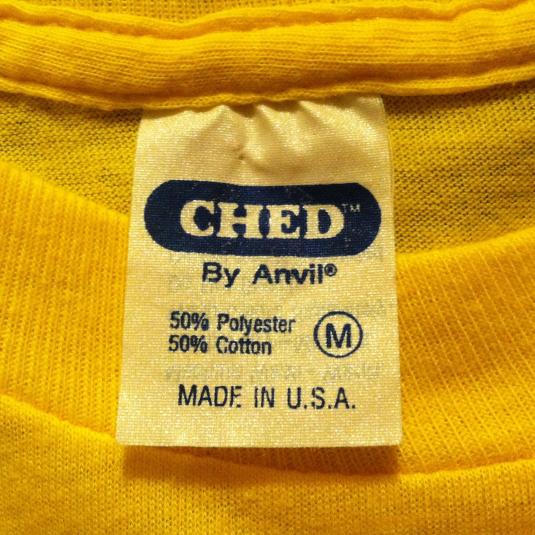 CHED™
By Anvil®
50% Polyester
50% Cotton
M
MADE IN U.S.A.